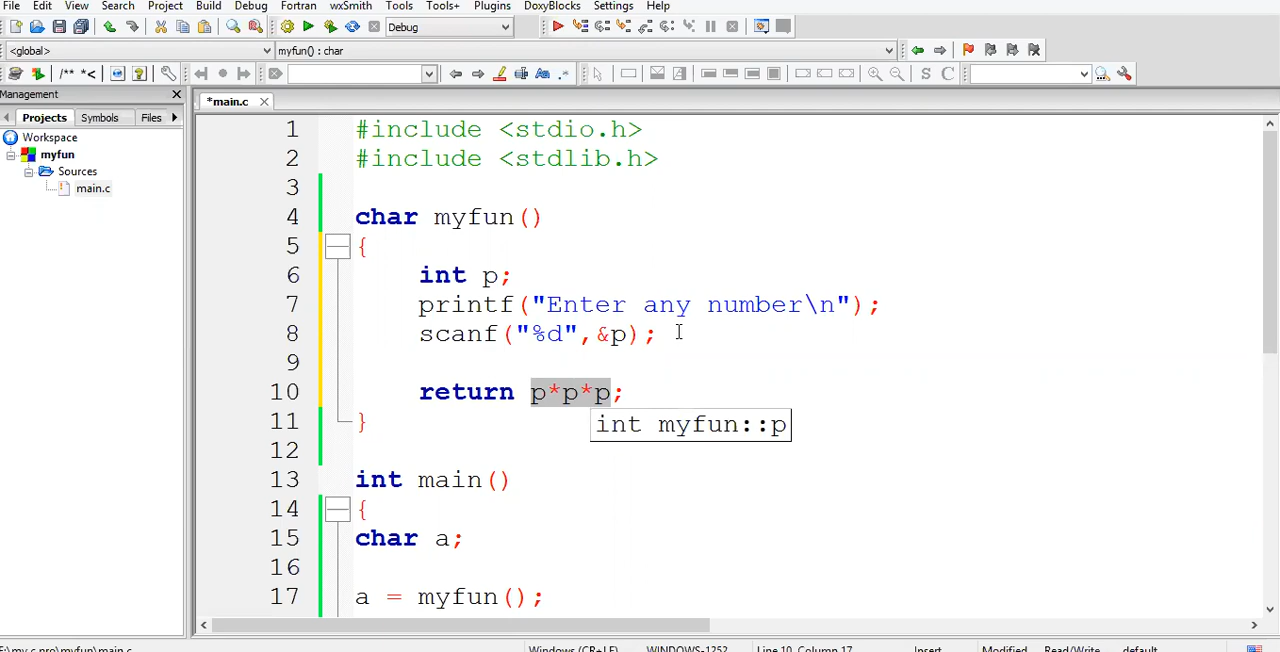 File Edit View Search Project Build Debug Fortran wxSmith Tools Tools+ Plugins DoxyBlocks Settings Help
Debug
<global> myfun() : char
/** *< S C
Management
*main.c
Projects Symbols Files
Workspace
myfun
Sources
main.c
1 #include <stdio.h>
2 #include <stdlib.h>
3
4 char myfun()
5 {
6 int p;
7 printf("Enter any number\n");
8 scanf("%d",&p);
9
10 return p*p*p;
int myfun::p
11 }
12
13 int main()
14 {
15 char a;
16
17 a = myfun();
Windows (CR+LF) WINDOWS-1252 Line 10, Column 17 Insert Modified Read/Write default